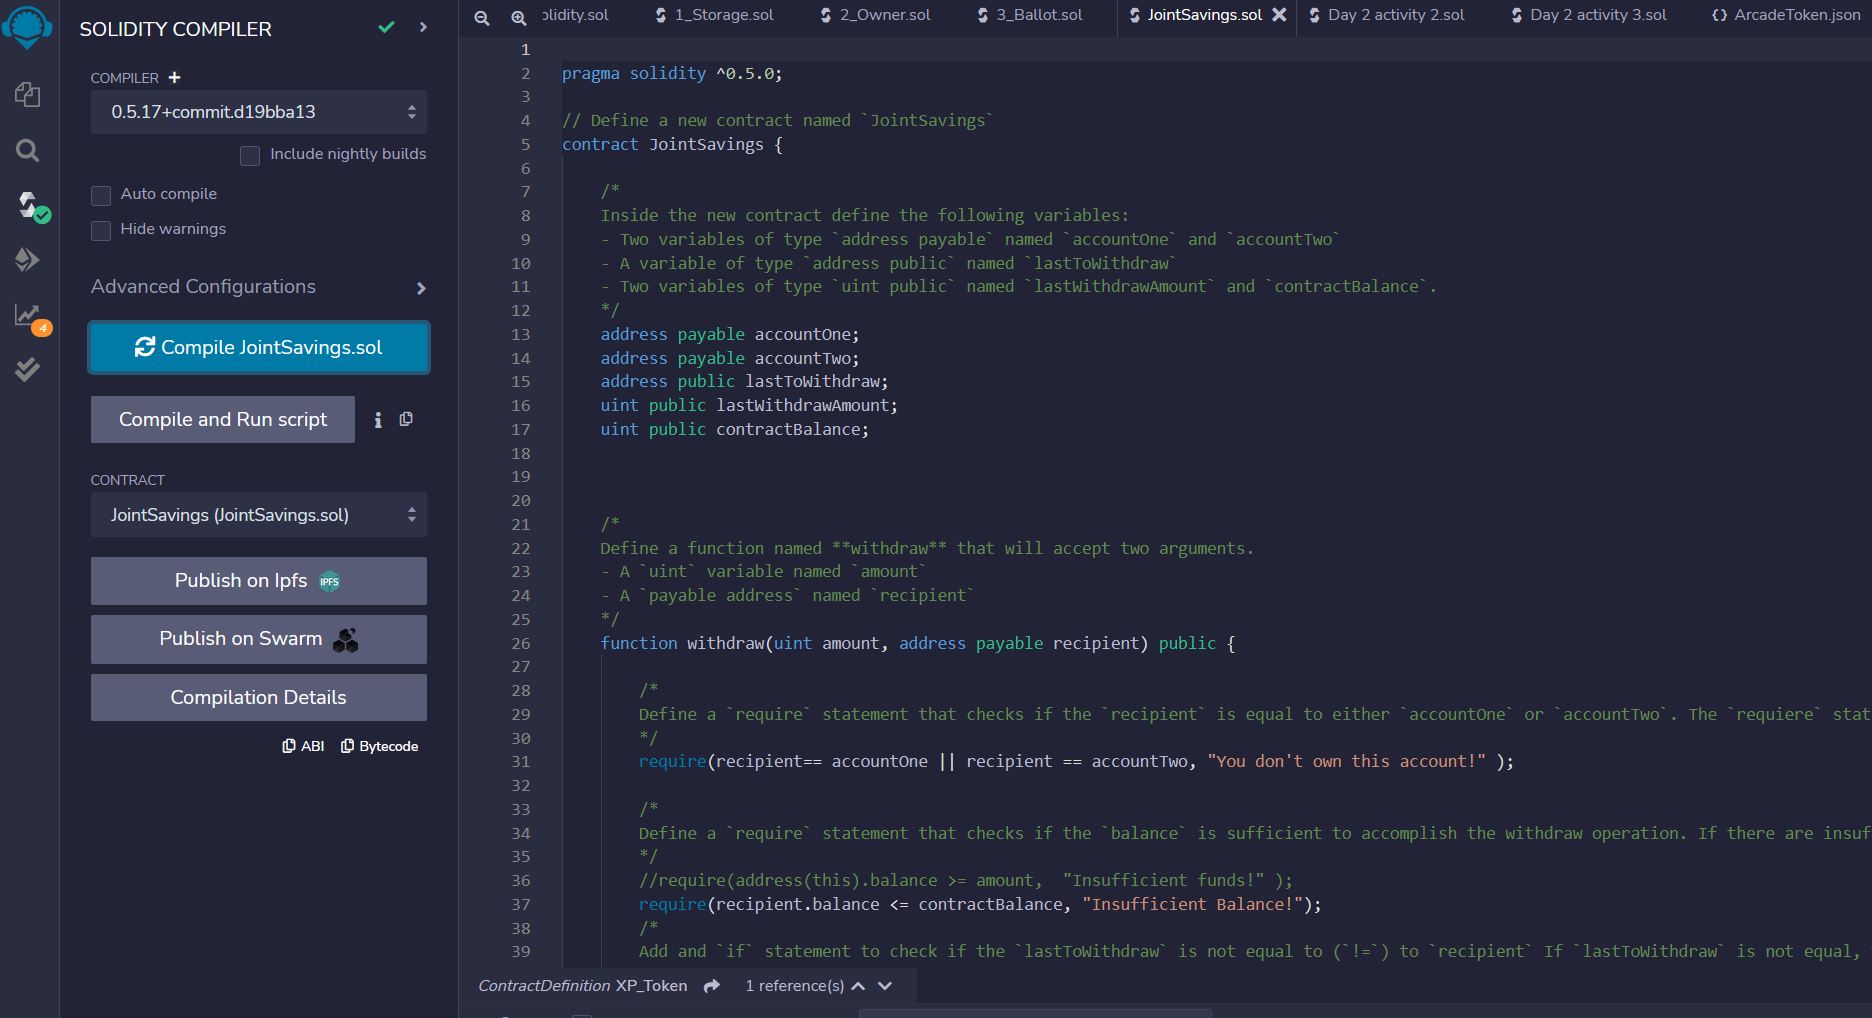 SOLIDITY COMPILER
COMPILER +
0.5.17+commit.d19bba13
Include nightly builds
Auto compile
Hide warnings
Advanced Configurations
4
Compile JointSavings.sol
Compile and Run script
i
CONTRACT
JointSavings (JointSavings.sol)
Publish on Ipfs IPFS
Publish on Swarm
Compilation Details
ABI Bytecode
olidity.sol 1_Storage.sol 2_Owner.sol 3_Ballot.sol JointSavings.sol Day 2 activity 2.sol Day 2 activity 3.sol {} ArcadeToken.json
1
2 pragma solidity ^0.5.0;
3
4 // Define a new contract named `JointSavings`
5 contract JointSavings {
6
7 /*
8 Inside the new contract define the following variables:
9 - Two variables of type `address payable` named `accountOne` and `accountTwo`
10 - A variable of type `address public` named `lastToWithdraw`
11 - Two variables of type `uint public` named `lastWithdrawAmount` and `contractBalance`.
12 */
13 address payable accountOne;
14 address payable accountTwo;
15 address public lastToWithdraw;
16 uint public lastWithdrawAmount;
17 uint public contractBalance;
18
19
20
21 /*
22 Define a function named **withdraw** that will accept two arguments.
23 - A `uint` variable named `amount`
24 - A `payable address` named `recipient`
25 */
26 function withdraw(uint amount, address payable recipient) public {
27
28 /*
29 Define a `require` statement that checks if the `recipient` is equal to either `accountOne` or `accountTwo`. The `requiere` stat
30 */
31 require(recipient== accountOne || recipient == accountTwo, "You don't own this account!" );
32
33 /*
34 Define a `require` statement that checks if the `balance` is sufficient to accomplish the withdraw operation. If there are insuf
35 */
36 //require(address(this).balance >= amount,  "Insufficient funds!" );
37 require(recipient.balance <= contractBalance, "Insufficient Balance!");
38 /*
39 Add and `if` statement to check if the `lastToWithdraw` is not equal to (`!=`) to `recipient` If `lastToWithdraw` is not equal,
ContractDefinition XP_Token 1 reference(s)